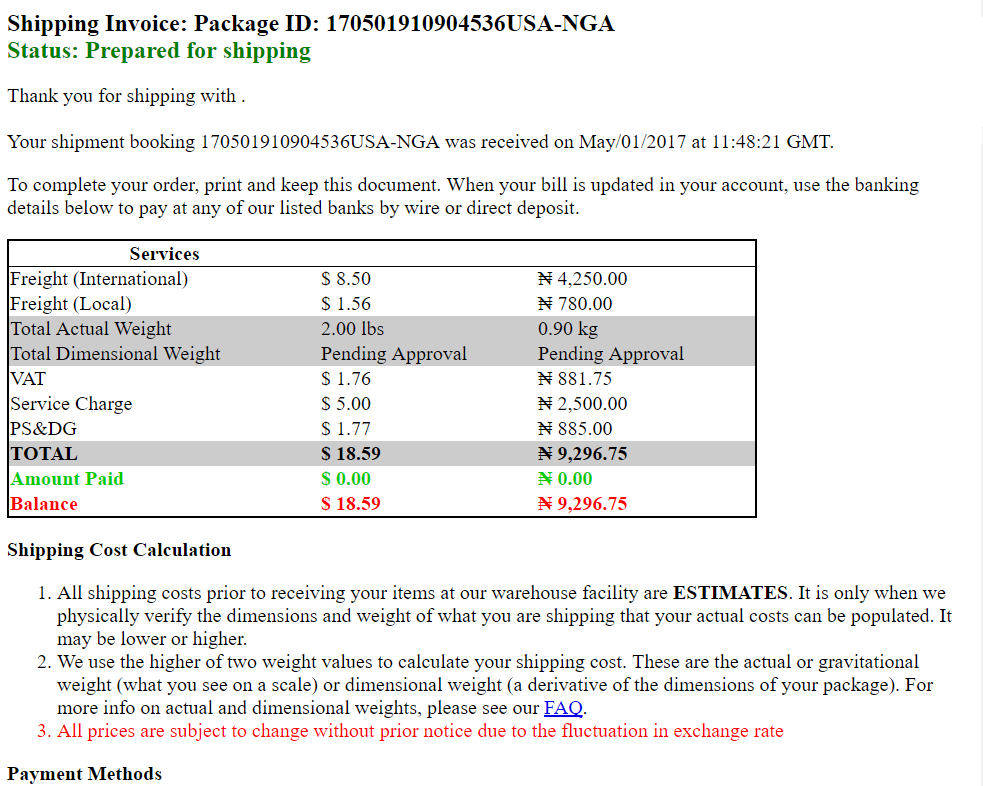 Shipping Invoice: Package ID: 170501910904536USA-NGA
Status: Prepared for shipping
Thank you for shipping with .
Your shipment booking 170501910904536USA-NGA was received on May/01/2017 at 11:48:21 GMT.
To complete your order, print and keep this document. When your bill is updated in your account, use the banking
details below to pay at any of our listed banks by wire or direct deposit.
Services
Freight (International) $ 8.50 ₦ 4,250.00
Freight (Local) $ 1.56 ₦ 780.00
Total Actual Weight 2.00 lbs 0.90 kg
Total Dimensional Weight Pending Approval Pending Approval
VAT $ 1.76 ₦ 881.75
Service Charge $ 5.00 ₦ 2,500.00
PS&DG $ 1.77 ₦ 885.00
TOTAL $ 18.59 ₦ 9,296.75
Amount Paid $ 0.00 ₦ 0.00
Balance $ 18.59 ₦ 9,296.75
Shipping Cost Calculation
1. All shipping costs prior to receiving your items at our warehouse facility are ESTIMATES. It is only when we
physically verify the dimensions and weight of what you are shipping that your actual costs can be populated. It
may be lower or higher.
2. We use the higher of two weight values to calculate your shipping cost. These are the actual or gravitational
weight (what you see on a scale) or dimensional weight (a derivative of the dimensions of your package). For
more info on actual and dimensional weights, please see our FAQ.
3. All prices are subject to change without prior notice due to the fluctuation in exchange rate
Payment Methods